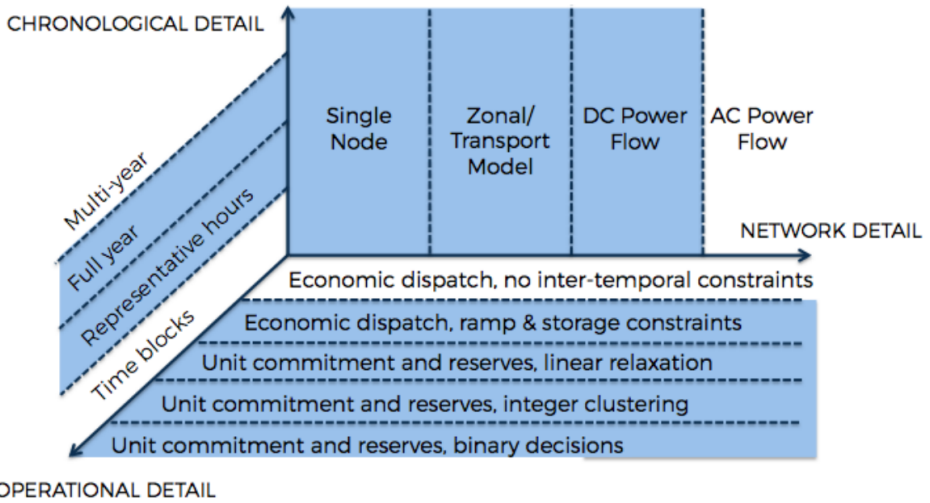 CHRONOLOGICAL DETAIL
Single
Node
Zonal/
Transport
Model
DC Power
Flow
AC Power
Flow
Multi-year
Full year
Representative hours
Time blocks
NETWORK DETAIL
Economic dispatch, no inter-temporal constraints
Economic dispatch, ramp & storage constraints
Unit commitment and reserves, linear relaxation
Unit commitment and reserves, integer clustering
Unit commitment and reserves, binary decisions
OPERATIONAL DETAIL